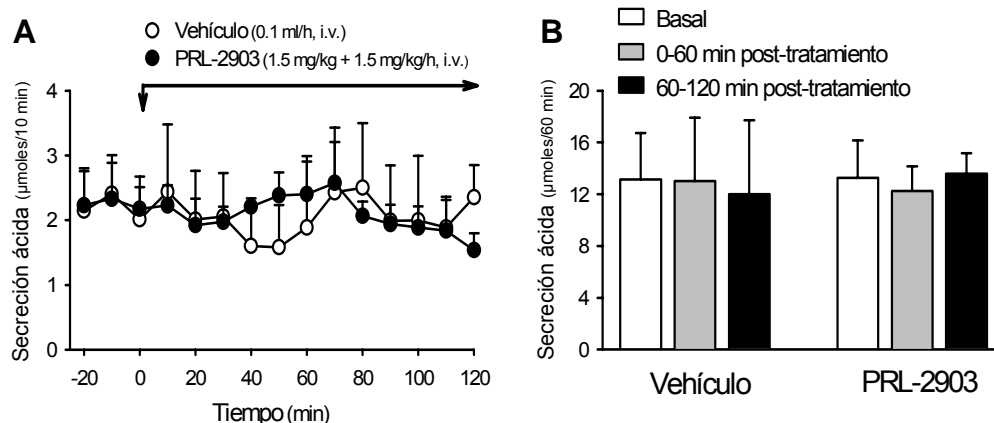 A
Vehículo (0.1 ml/h, i.v.)
PRL-2903 (1.5 mg/kg + 1.5 mg/kg/h, i.v.)
Secreción ácida (µmoles/10 min)
4
3
2
1
0
-20 0 20 40 60 80 100 120
Tiempo (min)
B
Basal
0-60 min post-tratamiento
60-120 min post-tratamiento
Secreción ácida (µmoles/60 min)
20
16
12
8
4
0
Vehículo PRL-2903